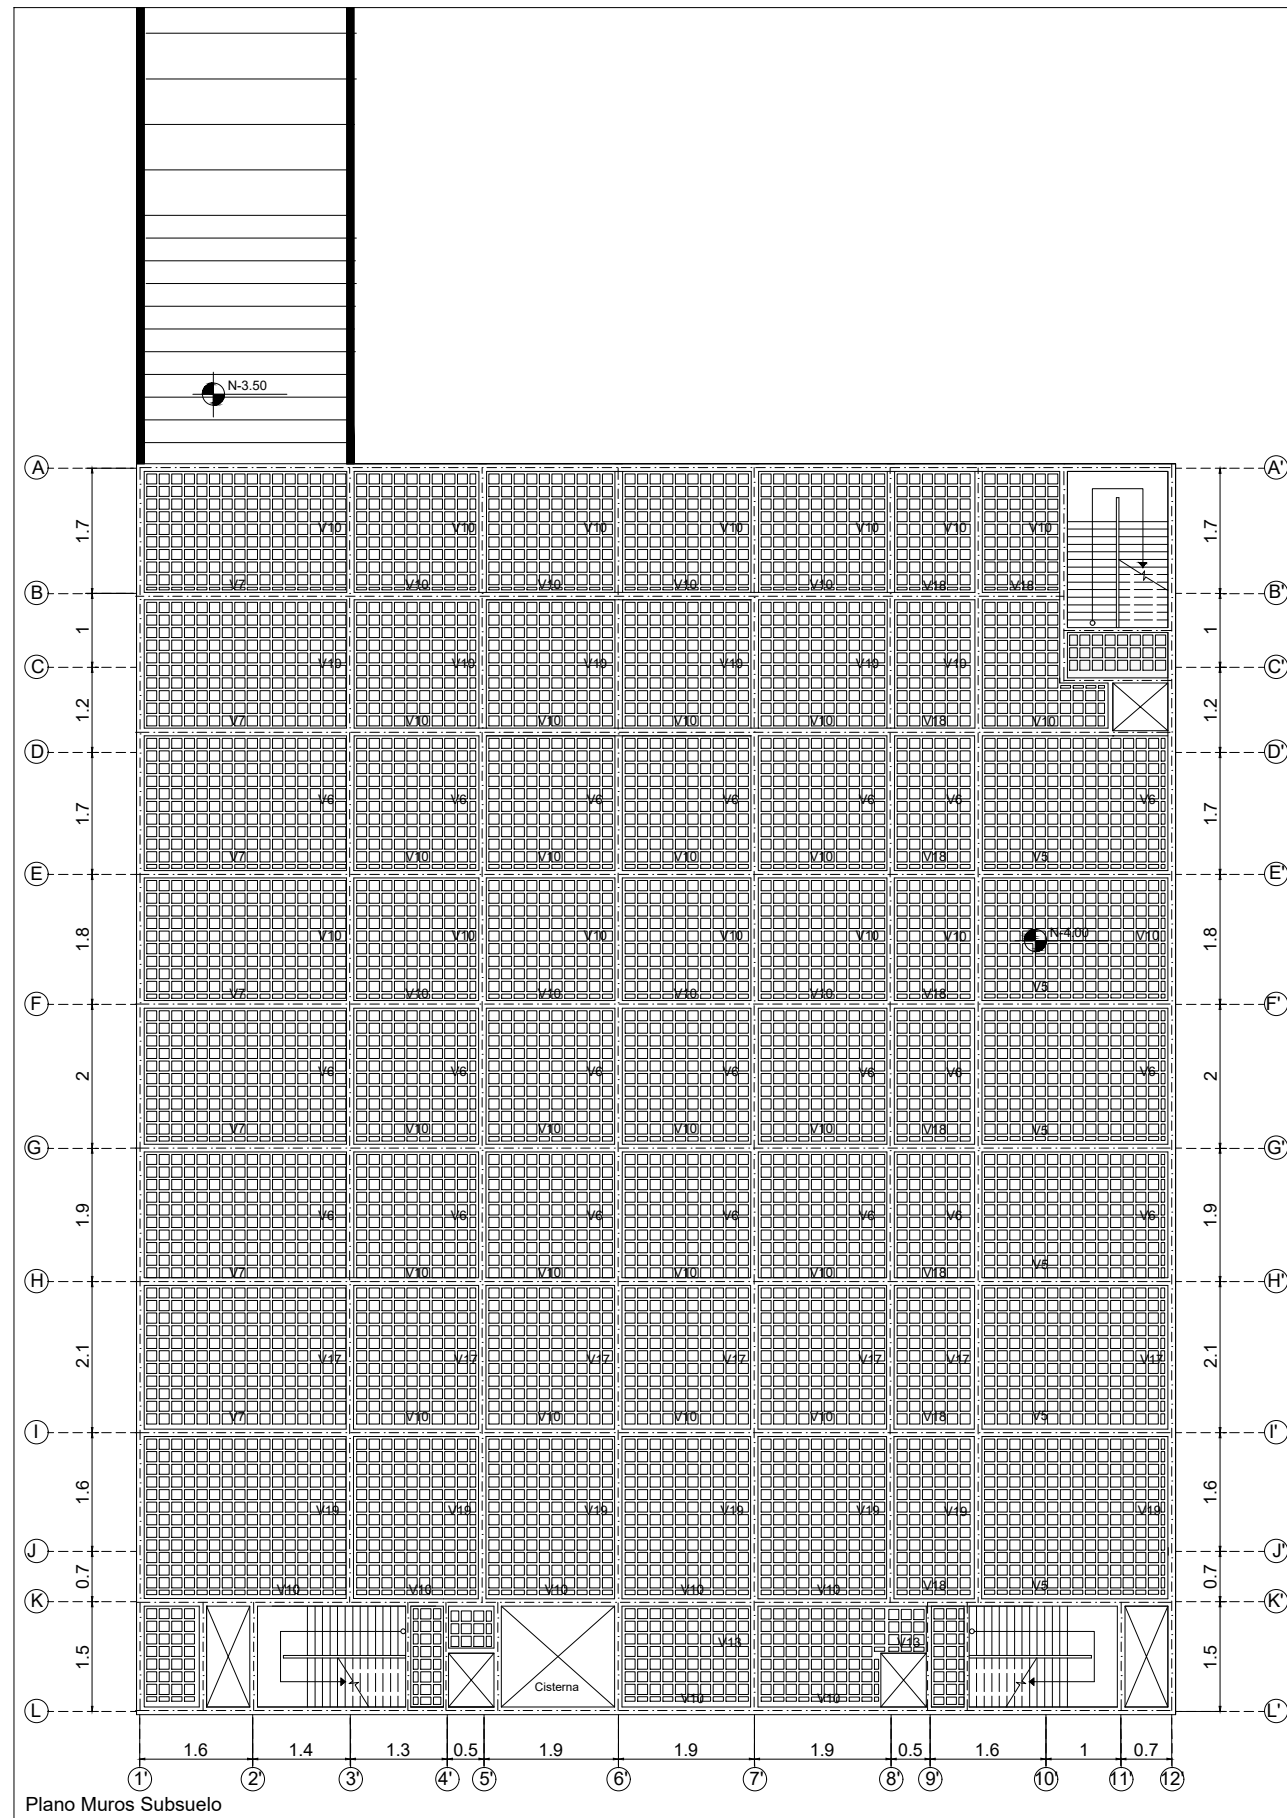 N-3.50
A A'
1.7 1.7
V10 V10 V10 V10 V10 V10 V10
V7 V10 V10 V10 V10 V18 V18
B B'
1 1
V10 V10 V10 V10 V10 V10
C C'
1.2 1.2
V7 V10 V10 V10 V10 V18 V10
D D'
1.7 1.7
V6 V6 V6 V6 V6 V6 V6
V7 V10 V10 V10 V10 V18 V5
E E'
1.8 1.8
V10 V10 V10 V10 V10 V10 N-4.00 V10
V7 V10 V10 V10 V10 V18 V5
F F'
2 2
V6 V6 V6 V6 V6 V6 V6
V7 V10 V10 V10 V10 V18 V5
G G'
1.9 1.9
V6 V6 V6 V6 V6 V6 V6
V7 V10 V10 V10 V10 V18 V5
H H'
2.1 2.1
V17 V17 V17 V17 V17 V17 V17
V7 V10 V10 V10 V10 V18 V5
I I'
1.6 1.6
V19 V19 V19 V19 V19 V19 V19
J J'
0.7 0.7
V10 V10 V10 V10 V10 V18 V5
K K'
1.5 1.5
V13 V13
Cisterna
V10 V10
L L'
1.6 1.4 1.3 0.5 1.9 1.9 1.9 0.5 1.6 1 0.7
1' 2' 3' 4' 5' 6' 7' 8' 9' 10 11 12
Plano Muros Subsuelo